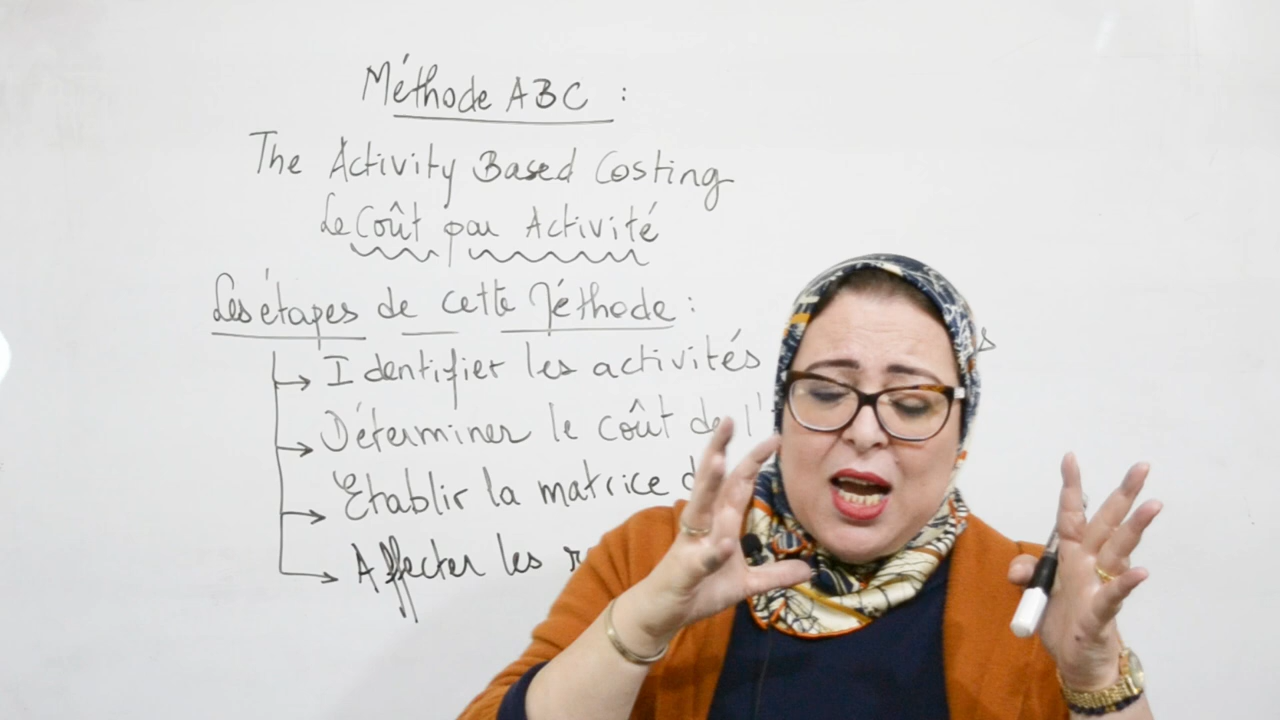 Méthode ABC :
The Activity Based Costing
Le Coût par Activité
Les étapes de cette Méthode :
Identifier les activités
Déterminer le coût de l'
Etablir la matrice d
Affecter les r